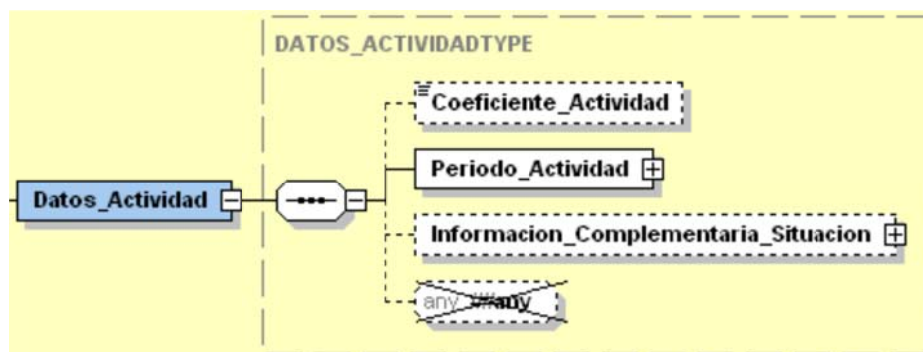 DATOS_ACTIVIDADTYPE
Coeficiente_Actividad
Periodo_Actividad
Datos_Actividad
Informacion_Complementaria_Situacion
any ##any